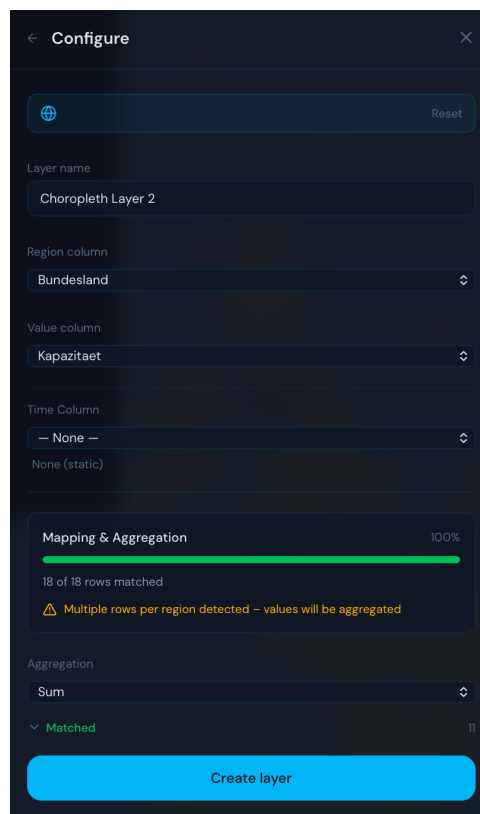 Configure
Reset
Layer name
Choropleth Layer 2
Region column
Bundesland
Value column
Kapazitaet
Time Column
— None —
None (static)
Mapping & Aggregation 100%
18 of 18 rows matched
Multiple rows per region detected – values will be aggregated
Aggregation
Sum
Matched 11
Create layer